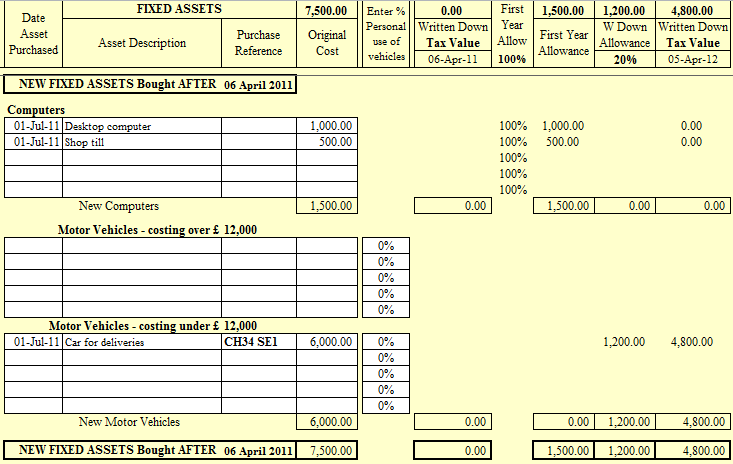 FIXED ASSETS 7,500.00 Enter % 0.00 First 1,500.00 1,200.00 4,800.00
Date Asset Purchased Asset Description Purchase Reference Original Cost Personal use of vehicles Written Down Tax Value 06-Apr-11 Year Allow 100% First Year Allowance W Down Allowance 20% Written Down Tax Value 05-Apr-12
NEW FIXED ASSETS Bought AFTER 06 April 2011
Computers
01-Jul-11 Desktop computer 1,000.00 100% 1,000.00 0.00
01-Jul-11 Shop till 500.00 100% 500.00 0.00
100%
100%
100%
New Computers 1,500.00 0.00 1,500.00 0.00 0.00
Motor Vehicles - costing over £ 12,000
0%
0%
0%
0%
0%
Motor Vehicles - costing under £ 12,000
01-Jul-11 Car for deliveries CH34 SE1 6,000.00 0% 1,200.00 4,800.00
0%
0%
0%
0%
New Motor Vehicles 6,000.00 0.00 0.00 1,200.00 4,800.00
NEW FIXED ASSETS Bought AFTER 06 April 2011 7,500.00 0.00 1,500.00 1,200.00 4,800.00